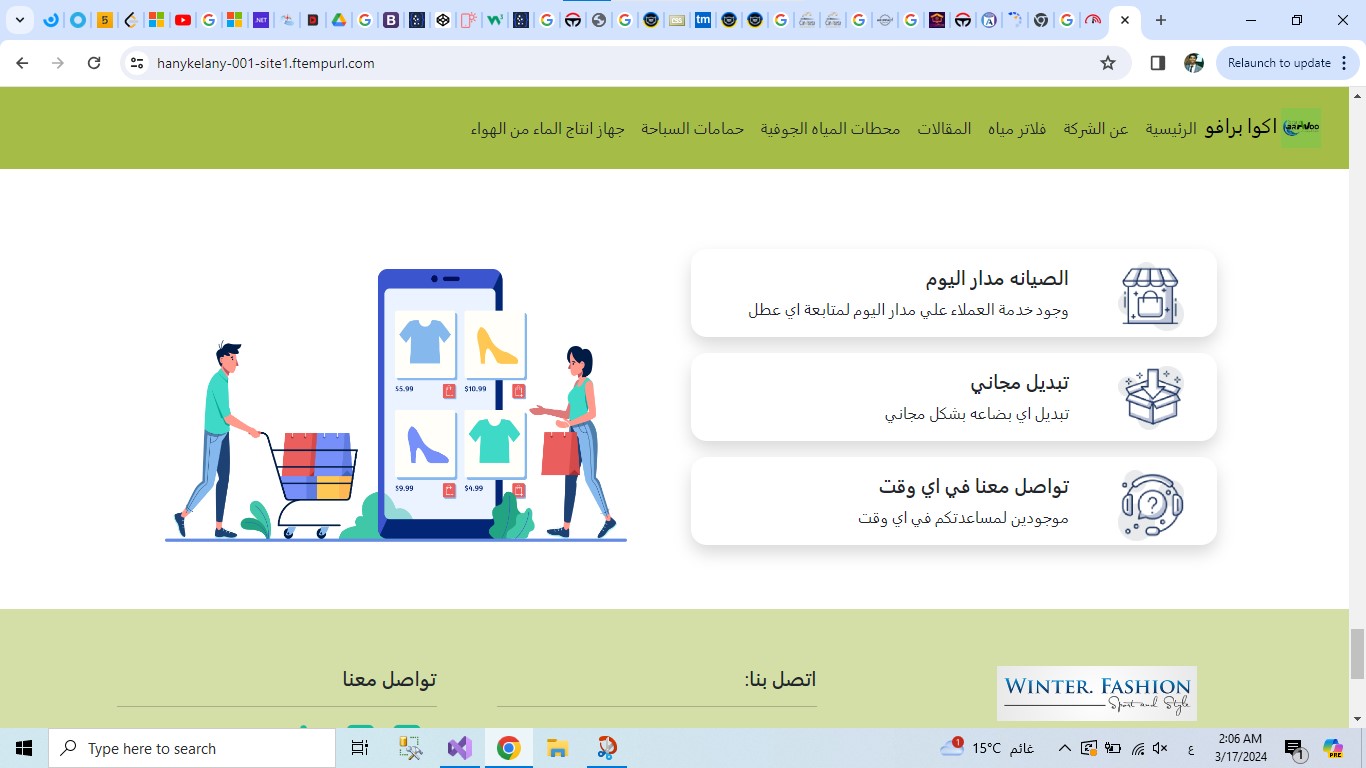 hanykelany-001-site1.ftempurl.com
Relaunch to update
اكوا برافو
الرئيسية
عن الشركة
فلاتر مياه
المقالات
محطات المياه الجوفية
حمامات السباحة
جهاز انتاج الماء من الهواء
الصيانه مدار اليوم
وجود خدمة العملاء علي مدار اليوم لمتابعة اي عطل
تبديل مجاني
تبديل اي بضاعه بشكل مجاني
تواصل معنا في اي وقت
موجودين لمساعدتكم في اي وقت
$5.99
$10.99
$9.99
$4.99
WINTER. FASHION
Sport and Style
اتصل بنا:
تواصل معنا
Type here to search
1
15°C
غائم
ع
2:06 AM
3/17/2024
1
PRE